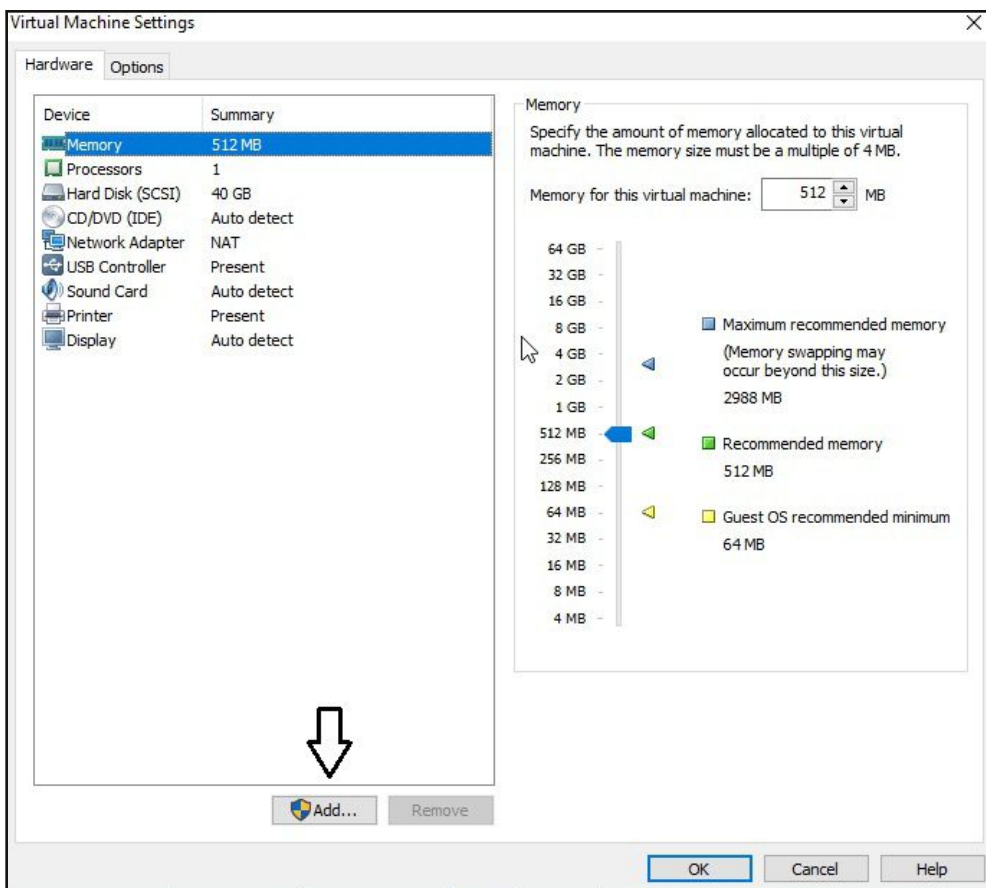 Virtual Machine Settings
Hardware Options
Device Summary
Memory 512 MB
Processors 1
Hard Disk (SCSI) 40 GB
CD/DVD (IDE) Auto detect
Network Adapter NAT
USB Controller Present
Sound Card Auto detect
Printer Present
Display Auto detect
Add... Remove
Memory
Specify the amount of memory allocated to this virtual
machine. The memory size must be a multiple of 4 MB.
Memory for this virtual machine: 512 MB
64 GB
32 GB
16 GB
8 GB
4 GB
2 GB
1 GB
512 MB
256 MB
128 MB
64 MB
32 MB
16 MB
8 MB
4 MB
Maximum recommended memory
(Memory swapping may
occur beyond this size.)
2988 MB
Recommended memory
512 MB
Guest OS recommended minimum
64 MB
OK Cancel Help